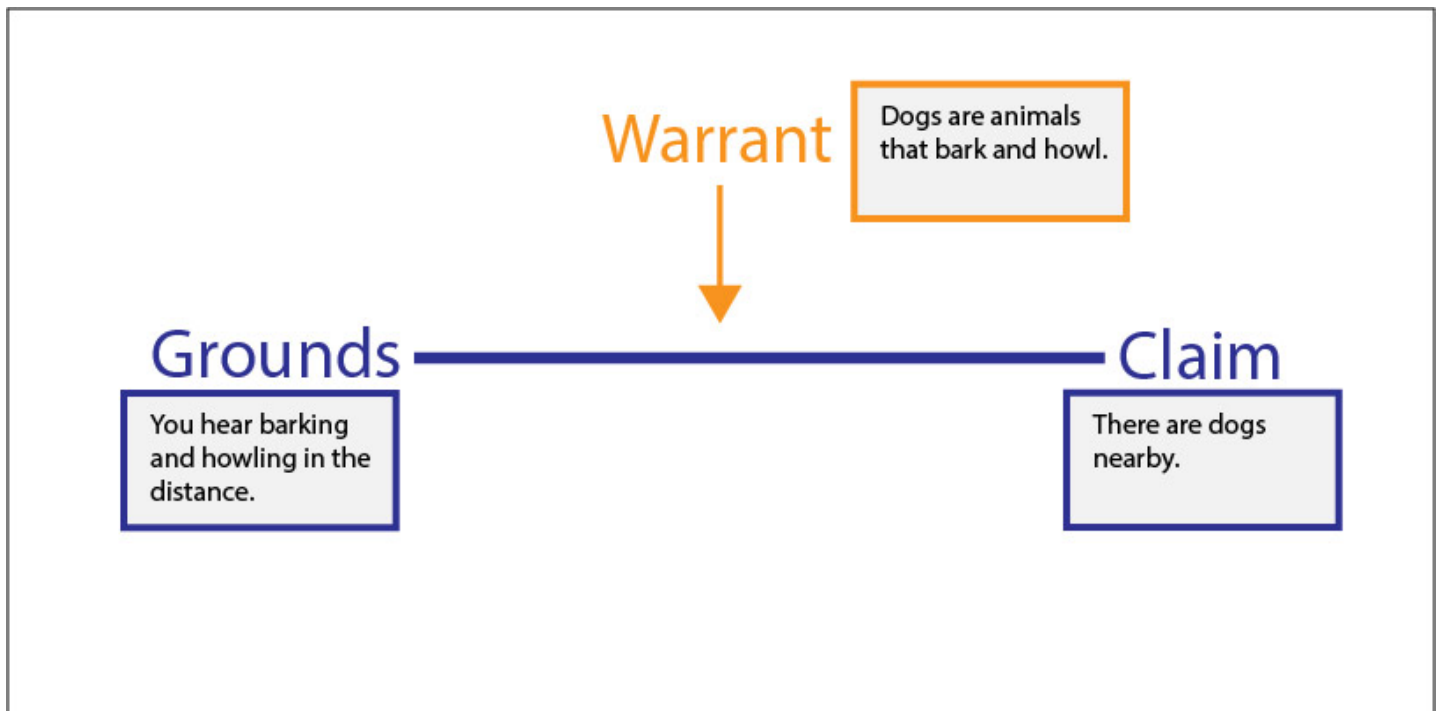 Warrant
Dogs are animals
that bark and howl.
Grounds
Claim
You hear barking
and howling in the
distance.
There are dogs
nearby.